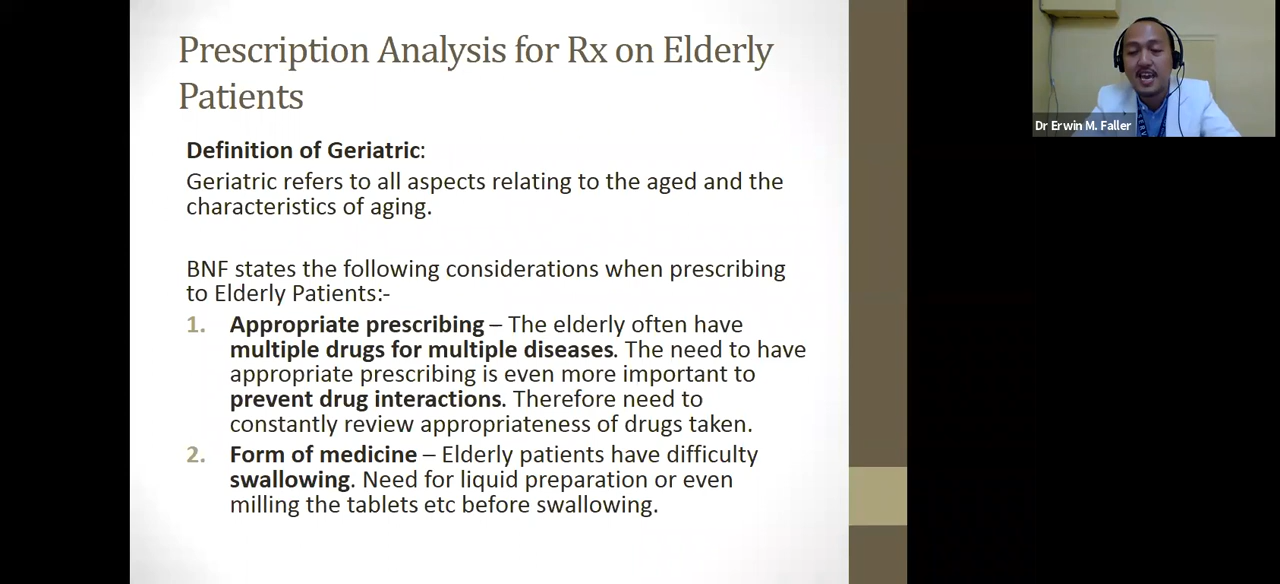 Prescription Analysis for Rx on Elderly
Patients
Definition of Geriatric:
Geriatric refers to all aspects relating to the aged and the
characteristics of aging.
BNF states the following considerations when prescribing
to Elderly Patients:-
1. Appropriate prescribing – The elderly often have
multiple drugs for multiple diseases. The need to have
appropriate prescribing is even more important to
prevent drug interactions. Therefore need to
constantly review appropriateness of drugs taken.
2. Form of medicine – Elderly patients have difficulty
swallowing. Need for liquid preparation or even
milling the tablets etc before swallowing.
Dr Erwin M. Faller